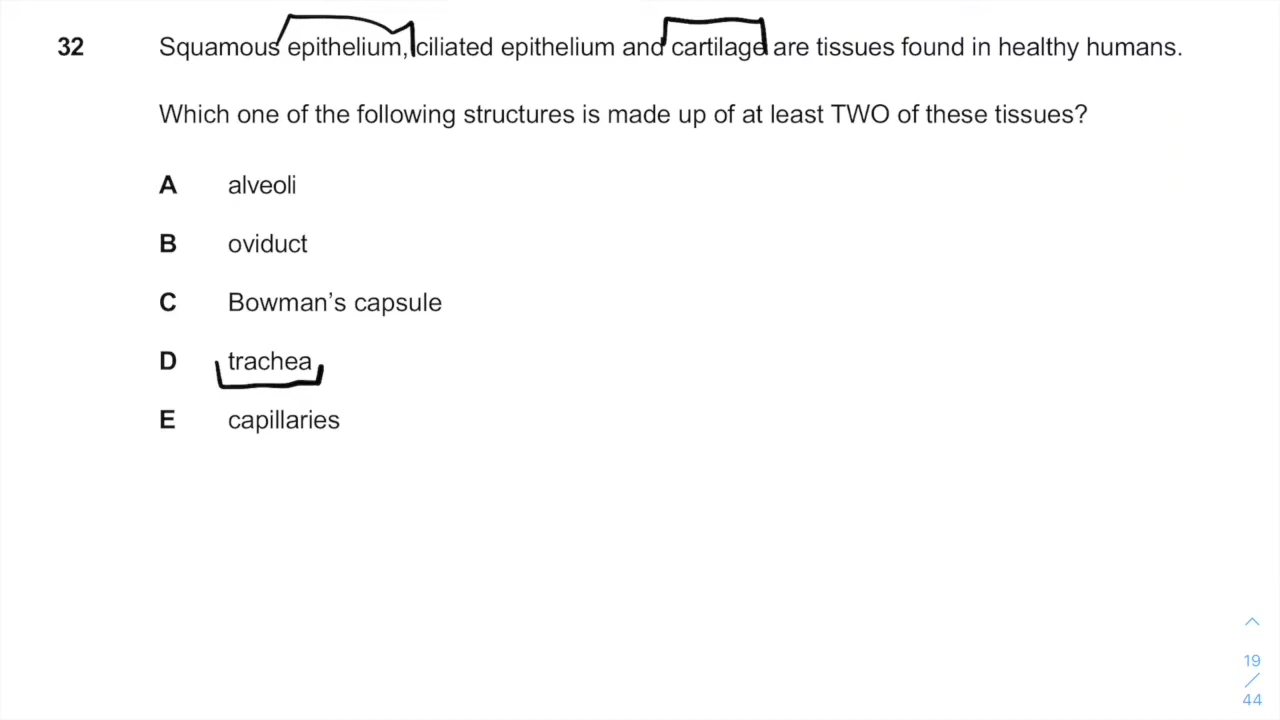 32 Squamous epithelium, ciliated epithelium and cartilage are tissues found in healthy humans.
Which one of the following structures is made up of at least TWO of these tissues?
A alveoli
B oviduct
C Bowman's capsule
D trachea
E capillaries
19
/
44